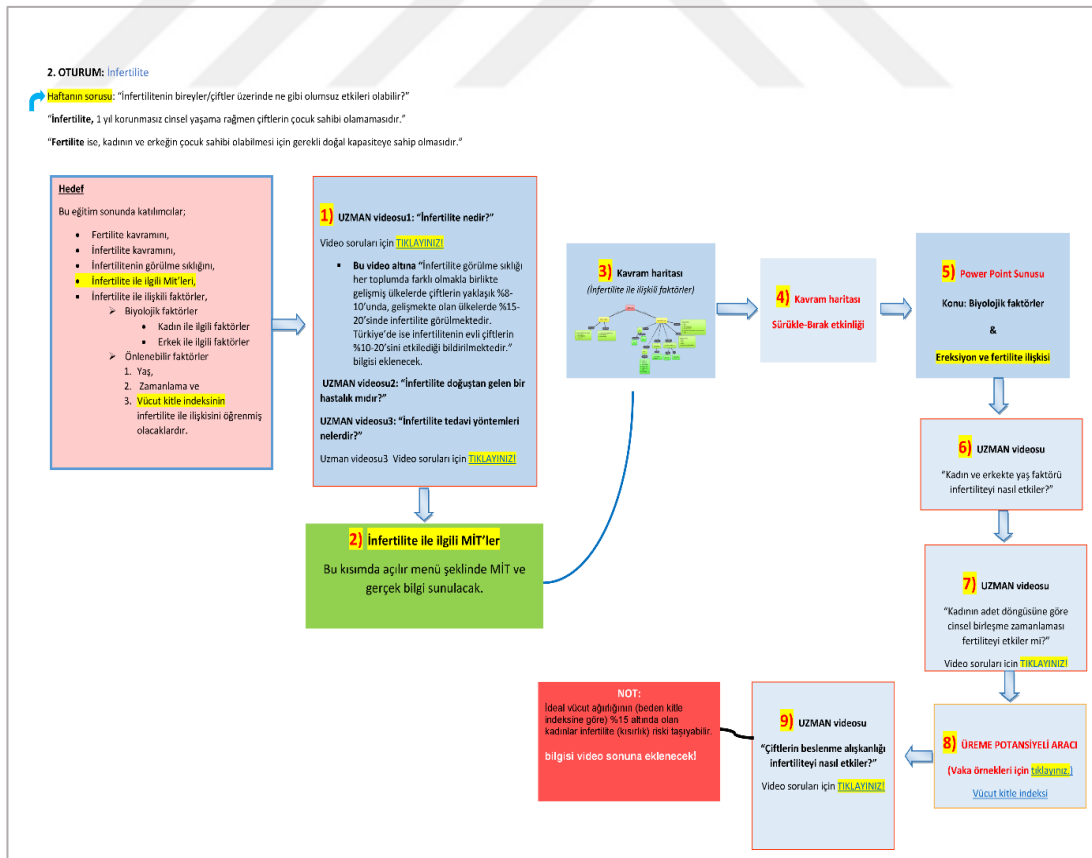 2. OTURUM: İnfertilite
Haftanın sorusu: “İnfertilitenin bireyler/çiftler üzerinde ne gibi olumsuz etkileri olabilir?”
“İnfertilite, 1 yıl korunmasız cinsel yaşama rağmen çiftlerin çocuk sahibi olamamasıdır.”
“Fertilite ise, kadının ve erkeğin çocuk sahibi olabilmesi için gerekli doğal kapasiteye sahip olmasıdır.”
Hedef
Bu eğitim sonunda katılımcılar;
• Fertilite kavramını,
• İnfertilite kavramını,
• İnfertilitenin görülme sıklığını,
• İnfertilite ile ilgili Mit’leri,
• İnfertilite ile ilişkili faktörler,
➢ Biyolojik faktörler
• Kadın ile ilgili faktörler
• Erkek ile ilgili faktörler
➢ Önlenebilir faktörler
1. Yaş,
2. Zamanlama ve
3. Vücut kitle indeksinin
infertilite ile ilişkisini öğrenmiş
olacaklardır.
1) UZMAN videosu1: “İnfertilite nedir?”
Video soruları için TIKLAYINIZ!
▪ Bu video altına “İnfertilite görülme sıklığı
her toplumda farklı olmakla birlikte
gelişmiş ülkelerde çiftlerin yaklaşık %8-
10’unda, gelişmekte olan ülkelerde %15-
20’sinde infertilite görülmektedir.
Türkiye’de ise infertilitenin evli çiftlerin
%10-20’sini etkilediği bildirilmektedir.”
bilgisi eklenecek.
UZMAN videosu2: “İnfertilite doğuştan gelen bir
hastalık mıdır?”
UZMAN videosu3: “İnfertilite tedavi yöntemleri
nelerdir?”
Uzman videosu3 Video soruları için TIKLAYINIZ!
2) İnfertilite ile ilgili MİT’ler
Bu kısımda açılır menü şeklinde MİT ve
gerçek bilgi sunulacak.
3) Kavram haritası
(İnfertilite ile ilişkili faktörler)
4) Kavram haritası
Sürükle-Bırak etkinliği
5) Power Point Sunusu
Konu: Biyolojik faktörler
&
Ereksiyon ve fertilite ilişkisi
6) UZMAN videosu
“Kadın ve erkekte yaş faktörü
infertiliteyi nasıl etkiler?”
7) UZMAN videosu
“Kadının adet döngüsüne göre
cinsel birleşme zamanlaması
fertiliteyi etkiler mi?”
Video soruları icin TIKLAYINIZ!
8) ÜREME POTANSİYELİ ARACI
(Vaka örnekleri için tıklayınız.)
Vücut kitle indeksi
9) UZMAN videosu
“Çiftlerin beslenme alışkanlığı
infertiliteyi nasıl etkiler?”
Video soruları için TIKLAYINIZ!
NOT:
İdeal vücut ağırlığının (beden kitle
indeksine göre) %15 altında olan
kadınlar infertilite (kısırlık) riski taşıyabilir.
bilgisi video sonuna eklenecek!